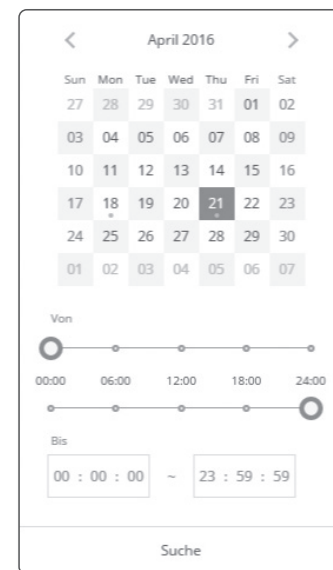 April 2016
Sun Mon Tue Wed Thu Fri Sat
27 28 29 30 31 01 02
03 04 05 06 07 08 09
10 11 12 13 14 15 16
17 18 19 20 21 22 23
24 25 26 27 28 29 30
01 02 03 04 05 06 07
Von
00:00 06:00 12:00 18:00 24:00
Bis
00 : 00 : 00 ~ 23 : 59 : 59
Suche